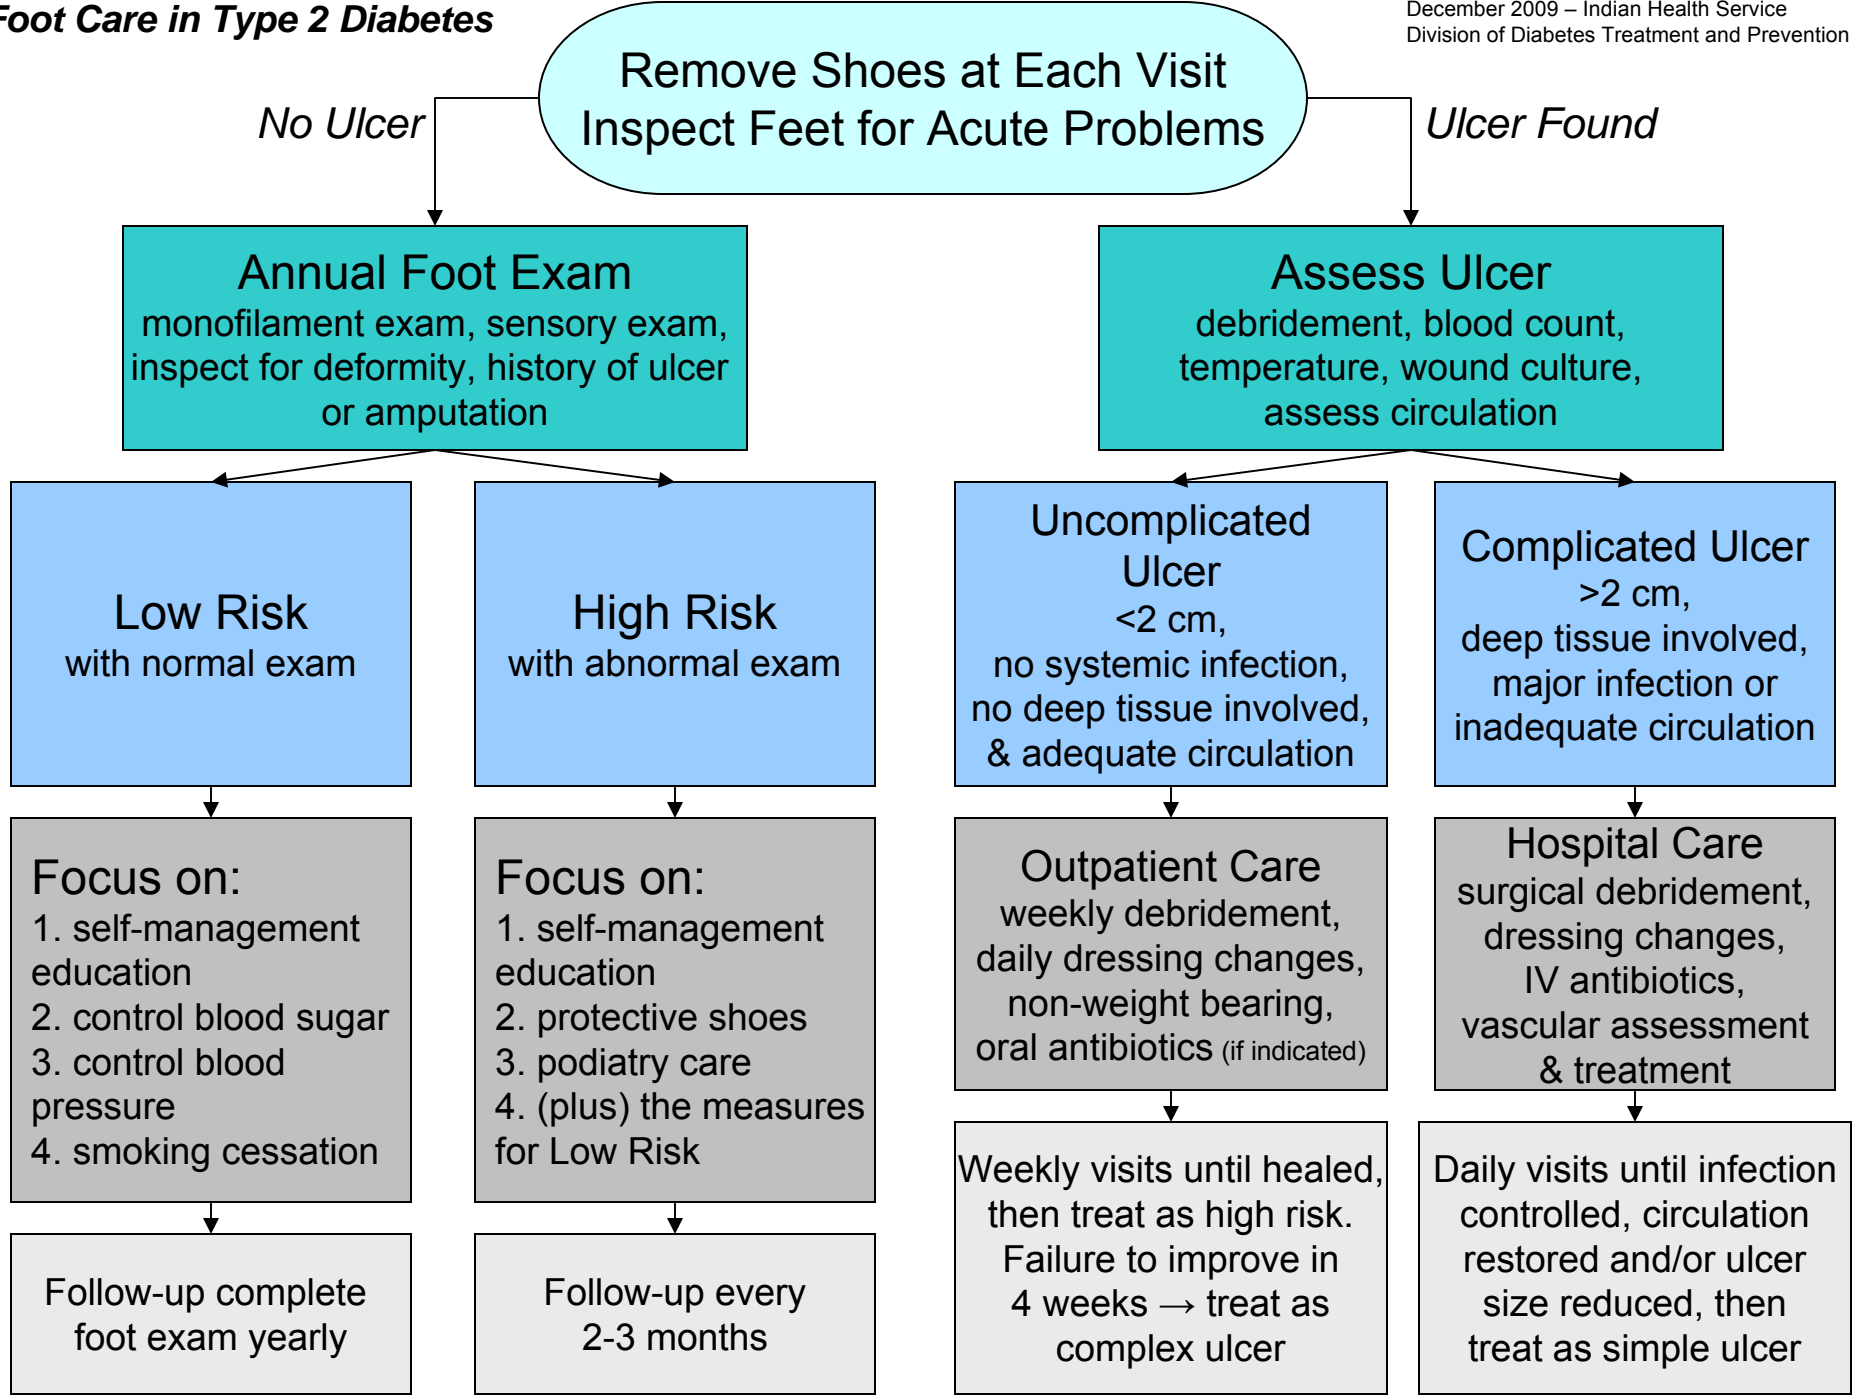 Foot Care in Type 2 Diabetes
December 2009 – Indian Health Service
Division of Diabetes Treatment and Prevention
Remove Shoes at Each Visit
Inspect Feet for Acute Problems
No Ulcer
Ulcer Found
Annual Foot Exam
monofilament exam, sensory exam,
inspect for deformity, history of ulcer
or amputation
Assess Ulcer
debridement, blood count,
temperature, wound culture,
assess circulation
Low Risk
with normal exam
High Risk
with abnormal exam
Uncomplicated
Ulcer
<2 cm,
no systemic infection,
no deep tissue involved,
& adequate circulation
Complicated Ulcer
>2 cm,
deep tissue involved,
major infection or
inadequate circulation
Focus on:
1. self-management
education
2. control blood sugar
3. control blood
pressure
4. smoking cessation
Focus on:
1. self-management
education
2. protective shoes
3. podiatry care
4. (plus) the measures
for Low Risk
Outpatient Care
weekly debridement,
daily dressing changes,
non-weight bearing,
oral antibiotics (if indicated)
Hospital Care
surgical debridement,
dressing changes,
IV antibiotics,
vascular assessment
& treatment
Follow-up complete
foot exam yearly
Follow-up every
2-3 months
Weekly visits until healed,
then treat as high risk.
Failure to improve in
4 weeks → treat as
complex ulcer
Daily visits until infection
controlled, circulation
restored and/or ulcer
size reduced, then
treat as simple ulcer